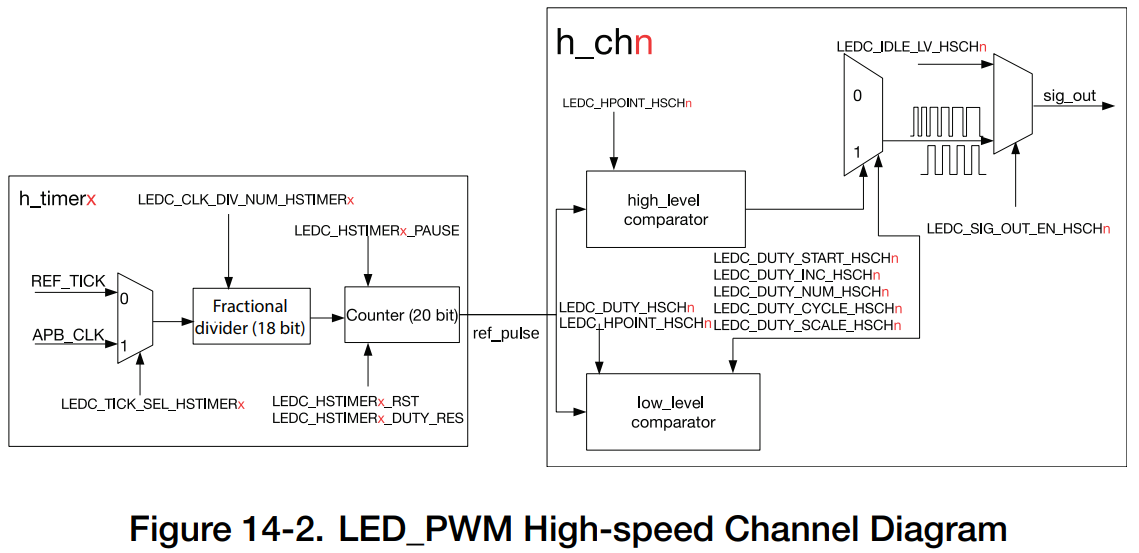 h_chn
LEDC_IDLE_LV_HSCHn
0
1
sig_out
LEDC_HPOINT_HSCHn
high_level
comparator
LEDC_SIG_OUT_EN_HSCHn
h_timerx
LEDC_CLK_DIV_NUM_HSTIMERx
LEDC_HSTIMERx_PAUSE
REF_TICK
0
APB_CLK
1
Fractional
divider (18 bit)
Counter (20 bit)
LEDC_TICK_SEL_HSTIMERx
LEDC_HSTIMERx_RST
LEDC_HSTIMERx_DUTY_RES
ref_pulse
LEDC_DUTY_HSCHn
LEDC_HPOINT_HSCHn
LEDC_DUTY_START_HSCHn
LEDC_DUTY_INC_HSCHn
LEDC_DUTY_NUM_HSCHn
LEDC_DUTY_CYCLE_HSCHn
LEDC_DUTY_SCALE_HSCHn
low_level
comparator
Figure 14-2. LED_PWM High-speed Channel Diagram